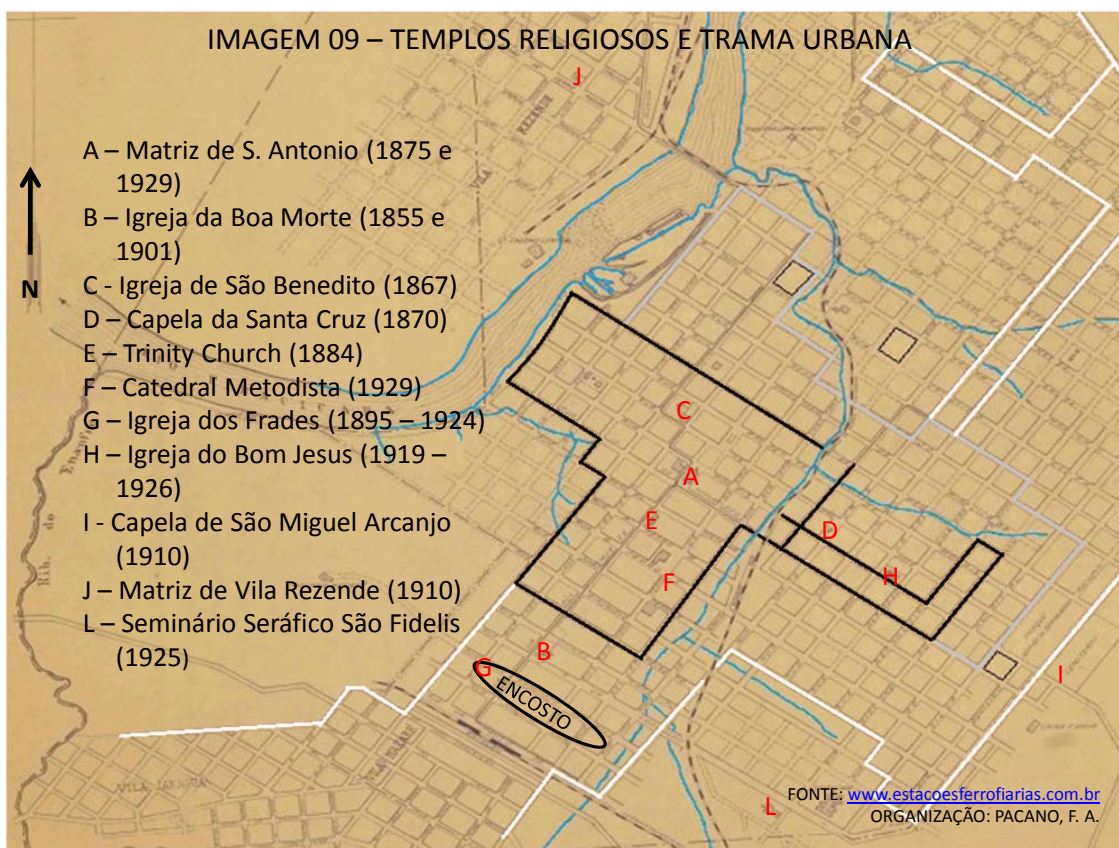 IMAGEM 09 – TEMPLOS RELIGIOSOS E TRAMA URBANA
J
A – Matriz de S. Antonio (1875 e
1929)
B – Igreja da Boa Morte (1855 e
1901)
C - Igreja de São Benedito (1867)
D – Capela da Santa Cruz (1870)
E – Trinity Church (1884)
F – Catedral Metodista (1929)
G – Igreja dos Frades (1895 – 1924)
H – Igreja do Bom Jesus (1919 –
1926)
I - Capela de São Miguel Arcanjo
(1910)
J – Matriz de Vila Rezende (1910)
L – Seminário Seráfico São Fidelis
(1925)
N
VILA REZENDE
C
A
E
D
F
H
B
G
I
ENCOSTO
Rib. do
L
FONTE: www.estacoesferrofiarias.com.br
ORGANIZAÇÃO: PACANO, F. A.